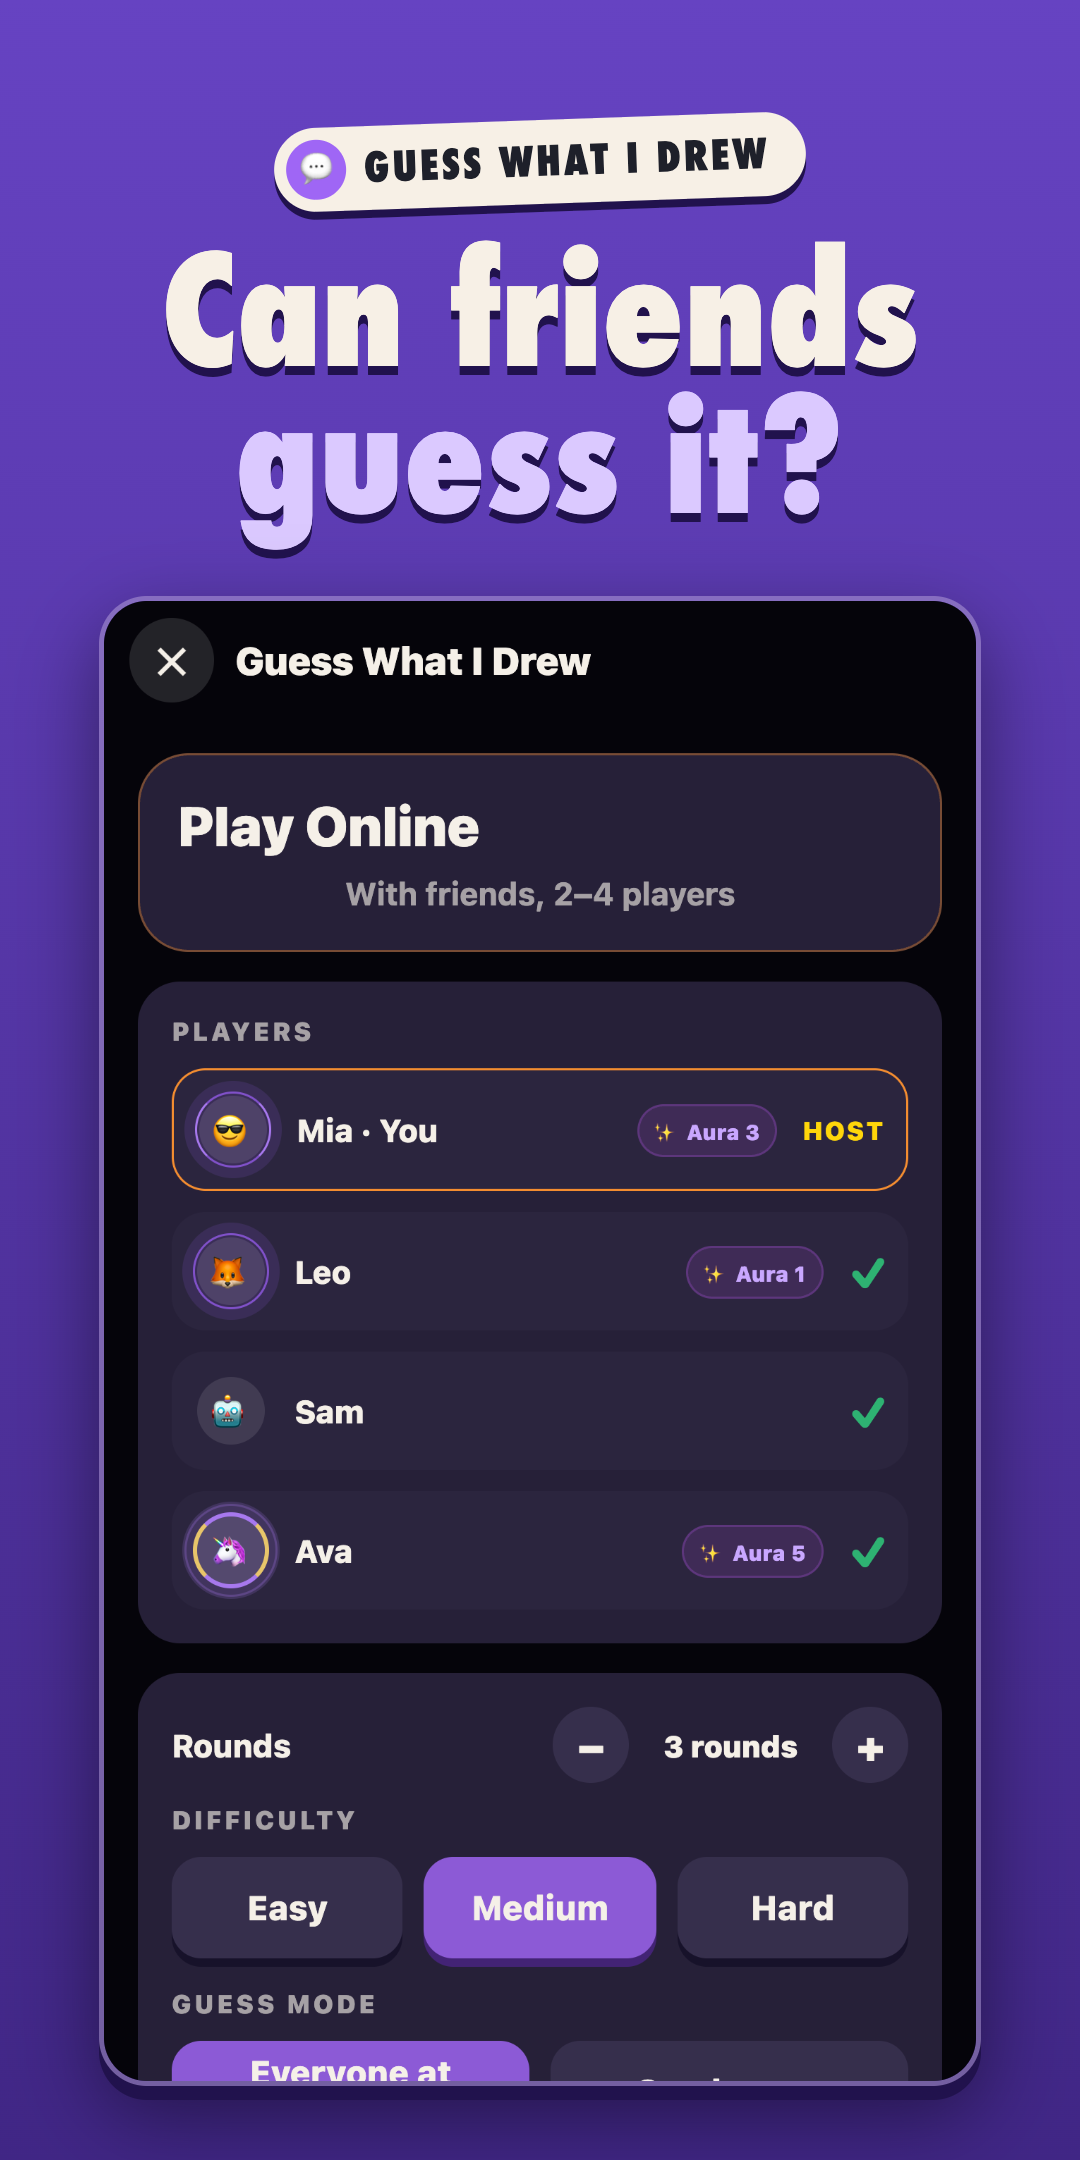 GUESS WHAT I DREW
Can friends
guess it?
Guess What I Drew
Play Online
With friends, 2–4 players
PLAYERS
Mia · You
Aura 3
HOST
Leo
Aura 1
Sam
Ava
Aura 5
Rounds
3 rounds
DIFFICULTY
Easy
Medium
Hard
GUESS MODE
Everyone at